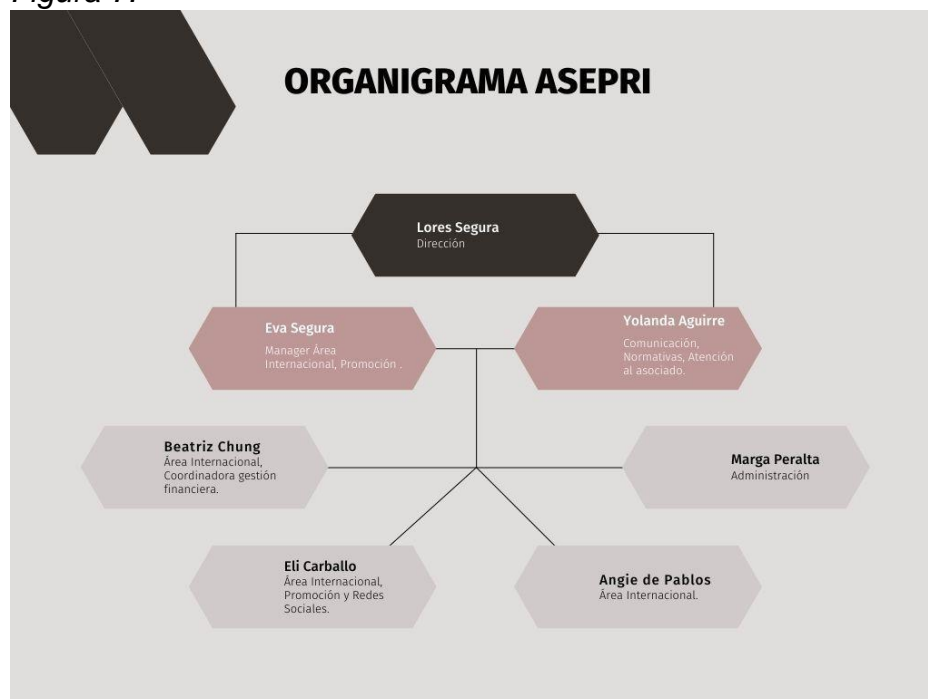 ORGANIGRAMA ASEPRI
Lores Segura
Dirección
Eva Segura
Manager Área
Internacional, Promoción .
Yolanda Aguirre
Comunicación,
Normativas, Atención
al asociado.
Beatriz Chung
Área Internacional,
Coordinadora gestión
financiera.
Marga Peralta
Administración
Eli Carballo
Área Internacional,
Promoción y Redes
Sociales.
Angie de Pablos
Área Internacional.